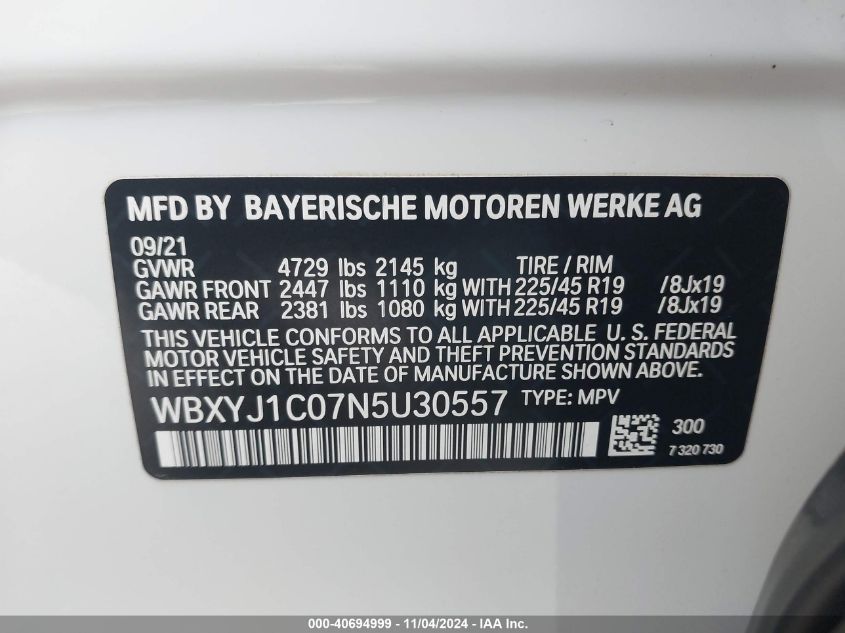 MFD BY BAYERISCHE MOTOREN WERKE AG
09/21
GVWR 4729 lbs 2145 kg TIRE / RIM
GAWR FRONT 2447 lbs 1110 kg WITH 225/45 R19 /8Jx19
GAWR REAR 2381 lbs 1080 kg WITH 225/45 R19 /8Jx19
THIS VEHICLE CONFORMS TO ALL APPLICABLE U. S. FEDERAL
MOTOR VEHICLE SAFETY AND THEFT PREVENTION STANDARDS
IN EFFECT ON THE DATE OF MANUFACTURE SHOWN ABOVE.
WBXYJ1C07N5U30557 TYPE: MPV
300
7 320 730
000-40694999 - 11/04/2024 - IAA Inc.